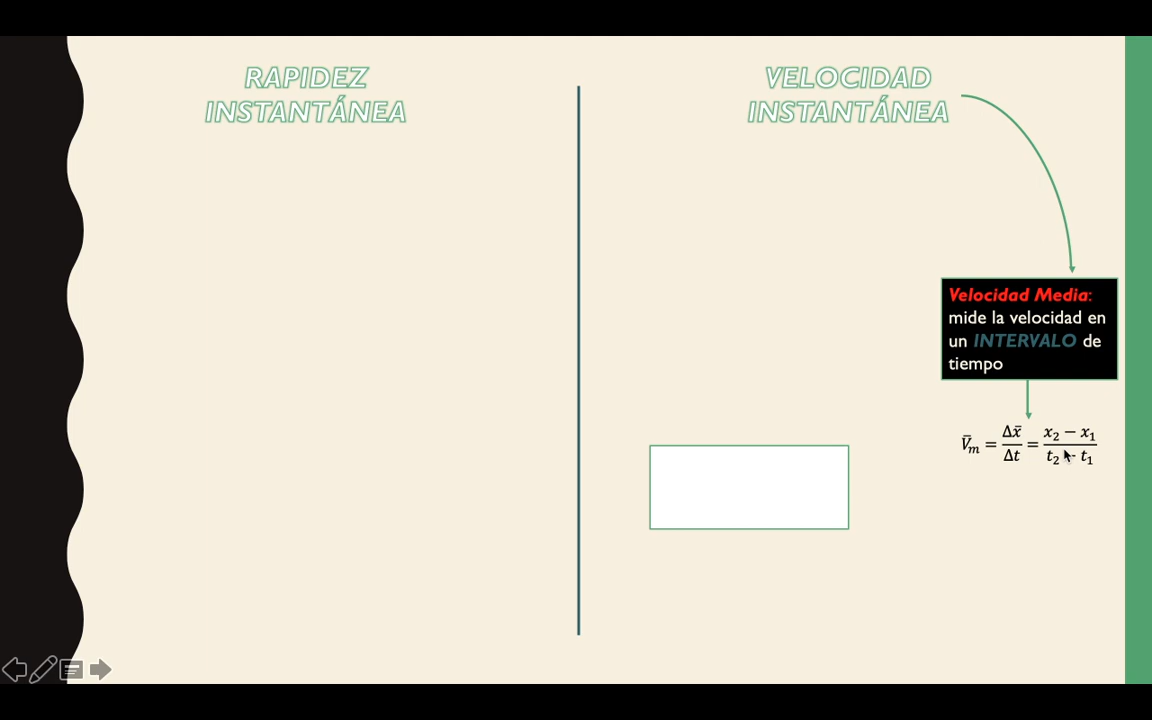 RAPIDEZ
INSTANTÁNEA
VELOCIDAD
INSTANTÁNEA
Velocidad Media:
mide la velocidad en
un INTERVALO de
tiempo
V̄ₘ = Δx̄/Δt = (x₂ − x₁)/(t₂ − t₁)